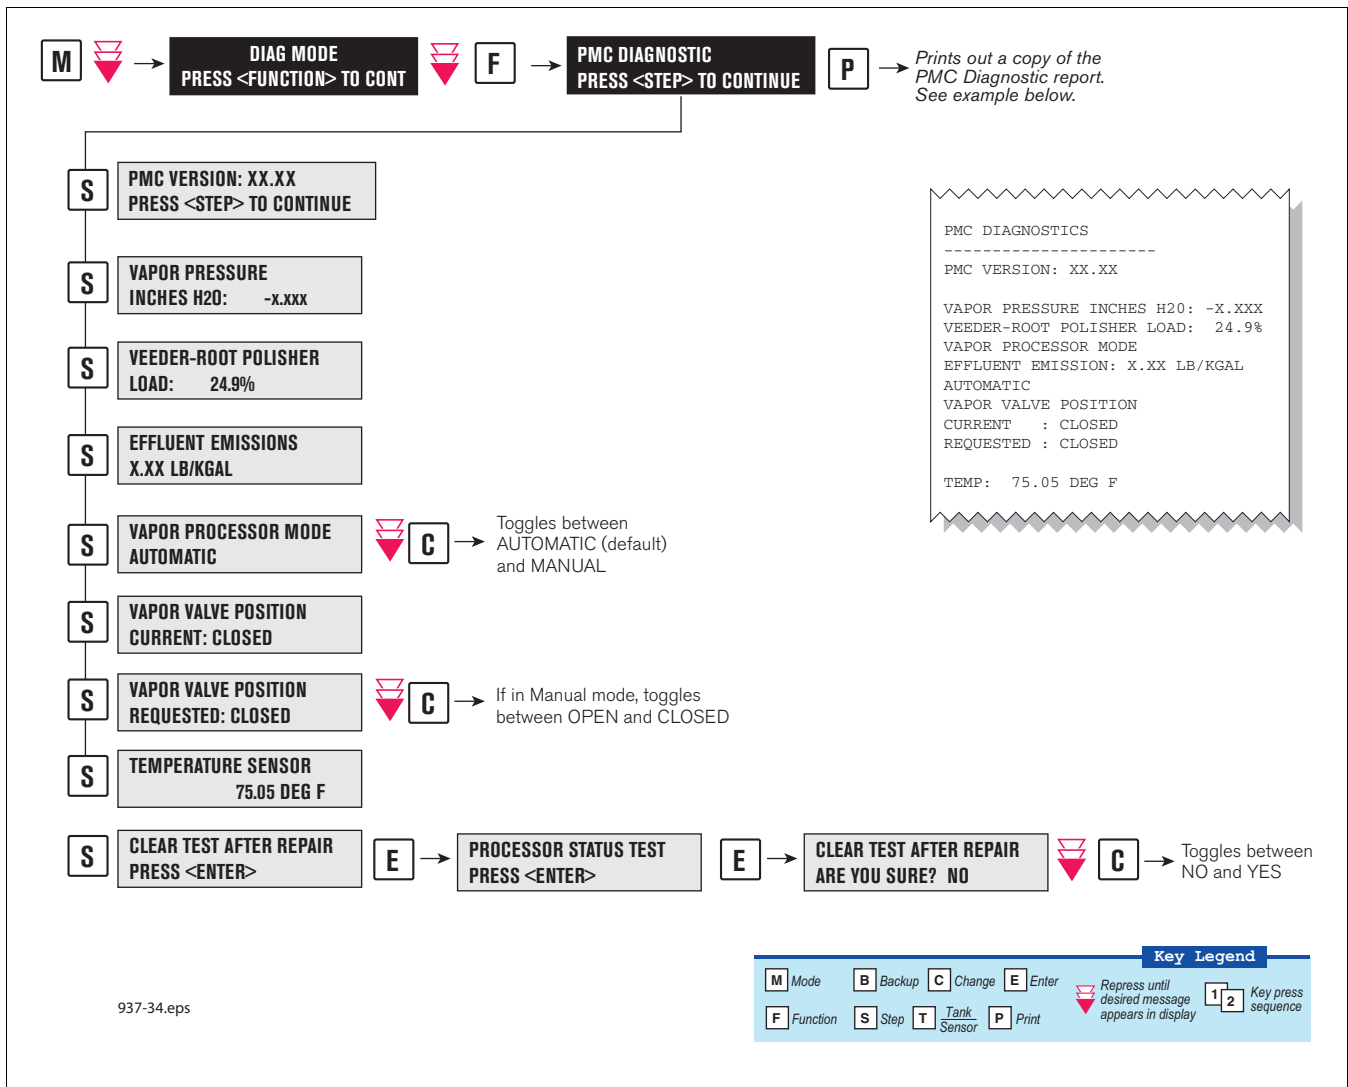 M
DIAG MODE
PRESS <FUNCTION> TO CONT
F
PMC DIAGNOSTIC
PRESS <STEP> TO CONTINUE
P
Prints out a copy of the
PMC Diagnostic report.
See example below.
S
PMC VERSION: XX.XX
PRESS <STEP> TO CONTINUE
S
VAPOR PRESSURE
INCHES H2O: -X.XXX
S
VEEDER-ROOT POLISHER
LOAD: 24.9%
S
EFFLUENT EMISSIONS
X.XX LB/KGAL
S
VAPOR PROCESSOR MODE
AUTOMATIC
C
Toggles between
AUTOMATIC (default)
and MANUAL
S
VAPOR VALVE POSITION
CURRENT: CLOSED
S
VAPOR VALVE POSITION
REQUESTED: CLOSED
C
If in Manual mode, toggles
between OPEN and CLOSED
S
TEMPERATURE SENSOR
75.05 DEG F
S
CLEAR TEST AFTER REPAIR
PRESS <ENTER>
E
PROCESSOR STATUS TEST
PRESS <ENTER>
E
CLEAR TEST AFTER REPAIR
ARE YOU SURE? NO
C
Toggles between
NO and YES
PMC DIAGNOSTICS
----------------------
PMC VERSION: XX.XX
VAPOR PRESSURE INCHES H20: -X.XXX
VEEDER-ROOT POLISHER LOAD: 24.9%
VAPOR PROCESSOR MODE
EFFLUENT EMISSION: X.XX LB/KGAL
AUTOMATIC
VAPOR VALVE POSITION
CURRENT : CLOSED
REQUESTED : CLOSED
TEMP: 75.05 DEG F
Key Legend
M Mode
B Backup
C Change
E Enter
F Function
S Step
T Tank
Sensor
P Print
Repress until
desired message
appears in display
1 2
Key press
sequence
937-34.eps